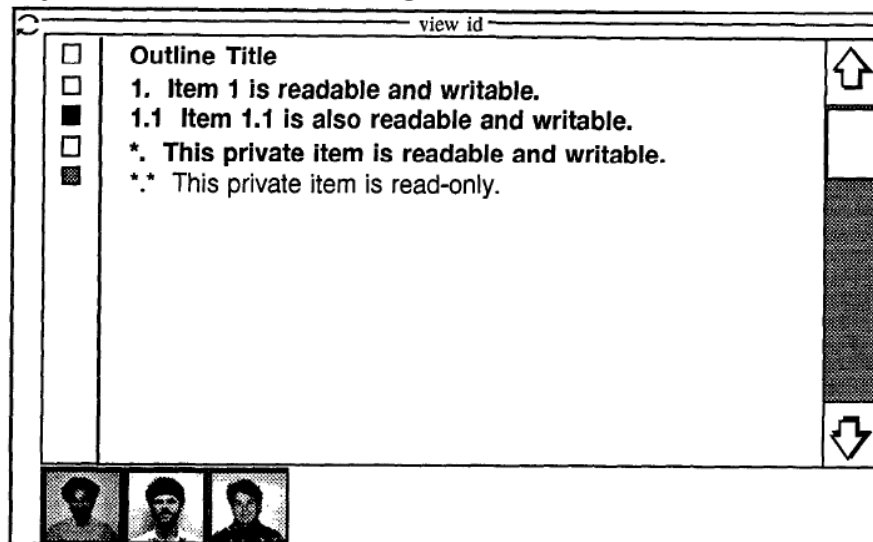 view id
Outline Title
1. Item 1 is readable and writable.
1.1 Item 1.1 is also readable and writable.
*. This private item is readable and writable.
*.* This private item is read-only.